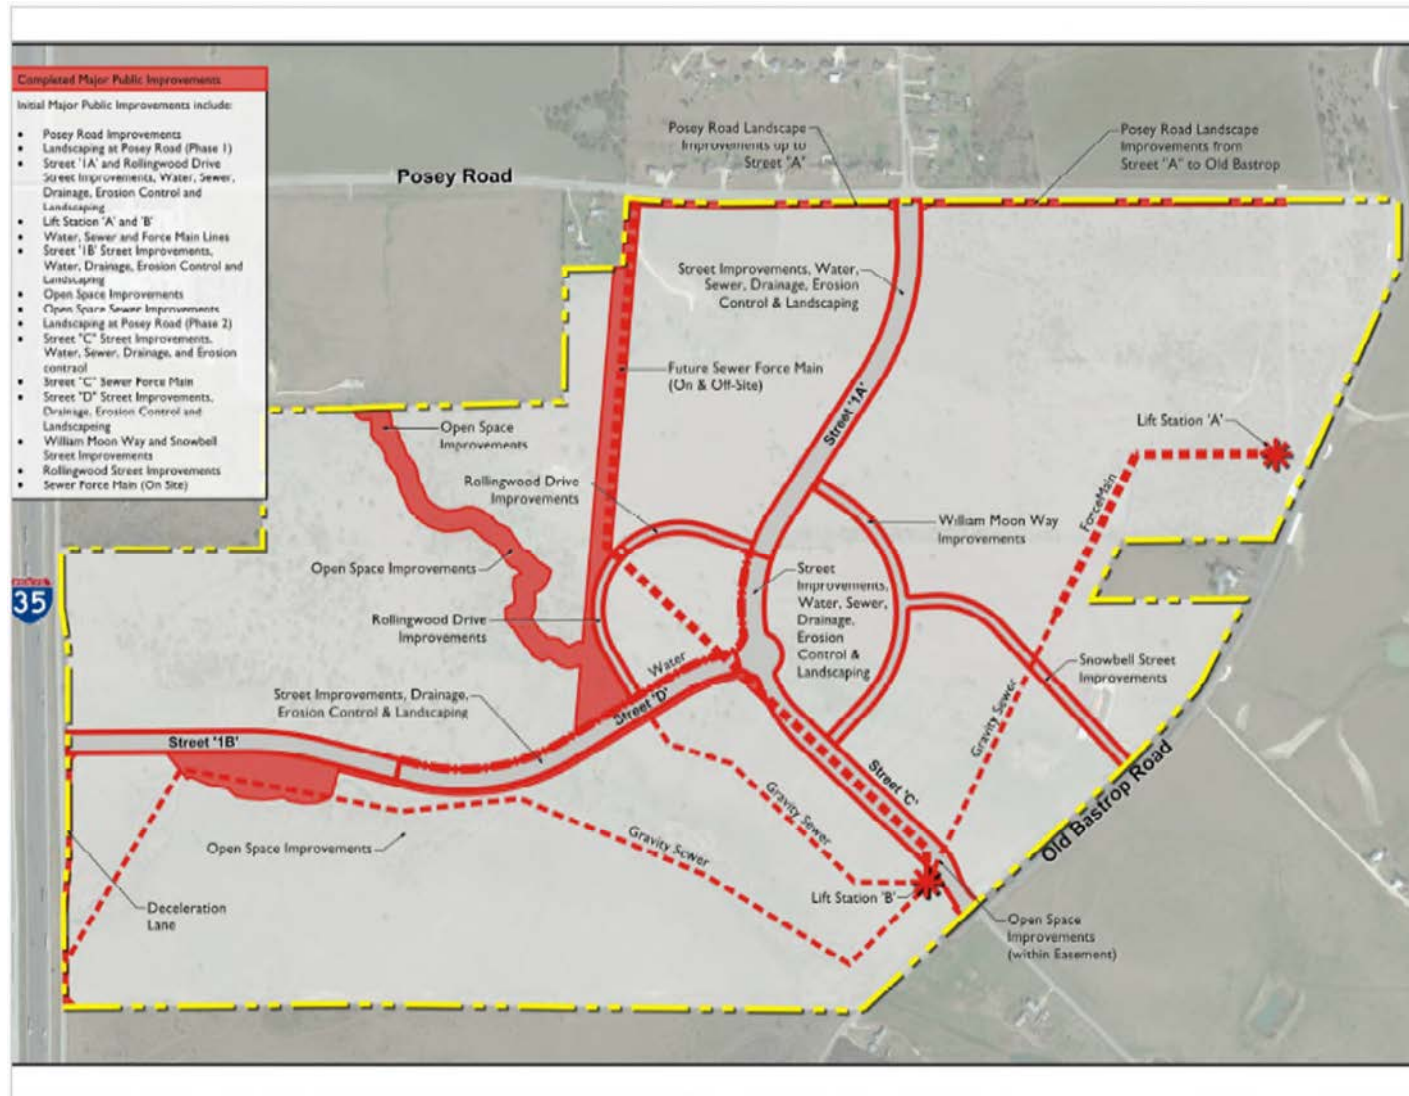 Completed Major Public Improvements
Initial Major Public Improvements include:
• Posey Road Improvements
• Landscaping at Posey Road (Phase 1)
• Street '1A' and Rollingwood Drive
Street Improvements, Water, Sewer,
Drainage, Erosion Control and
Landscaping
• Lift Station 'A' and 'B'
• Water, Sewer and Force Main Lines
• Street '1B' Street Improvements,
Water, Drainage, Erosion Control and
Landscaping
• Open Space Improvements
• Open Space Sewer Improvements
• Landscaping at Posey Road (Phase 2)
• Street "C" Street Improvements,
Water, Sewer, Drainage, and Erosion
contraol
• Street "C" Sewer Force Main
• Street "D" Street Improvements,
Drainage, Erosion Control and
Landscapeing
• William Moon Way and Snowbell
Street Improvements
• Rollingwood Street Improvements
• Sewer Force Main (On Site)
35
Posey Road
Posey Road Landscape
Improvements up to
Street "A"
Posey Road Landscape
Improvements from
Street "A" to Old Bastrop
Street Improvements, Water,
Sewer, Drainage, Erosion
Control & Landscaping
Future Sewer Force Main
(On & Off-Site)
Street '1A'
Open Space
Improvements
Lift Station 'A'
Rollingwood Drive
Improvements
ForceMain
William Moon Way
Improvements
Open Space Improvements
Street
Improvements,
Water, Sewer,
Drainage,
Erosion
Control &
Landscaping
Rollingwood Drive
Improvements
Water
Snowbell Street
Improvements
Street Improvements, Drainage,
Erosion Control & Landscaping
Street 'D'
Gravity Sewer
Street '1B'
Street 'C'
Old Bastrop Road
Gravity Sewer
Gravity Sewer
Open Space Improvements
Lift Station 'B'
Deceleration
Lane
Open Space
Improvements
(within Easement)